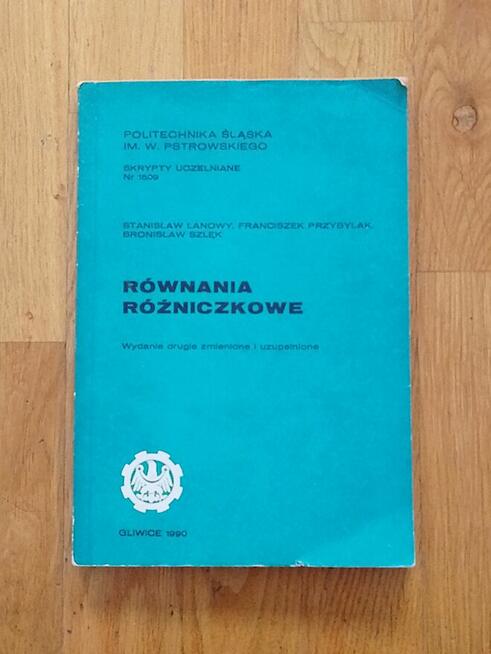 POLITECHNIKA ŚLĄSKA
IM. W. PSTROWSKIEGO
SKRYPTY UCZELNIANE
Nr 1509
STANISŁAW LANOWY, FRANCISZEK PRZYBYLAK,
BRONISŁAW SZLĘK
RÓWNANIA
RÓŻNICZKOWE
Wydanie drugie zmienione i uzupełnione
GLIWICE 1990